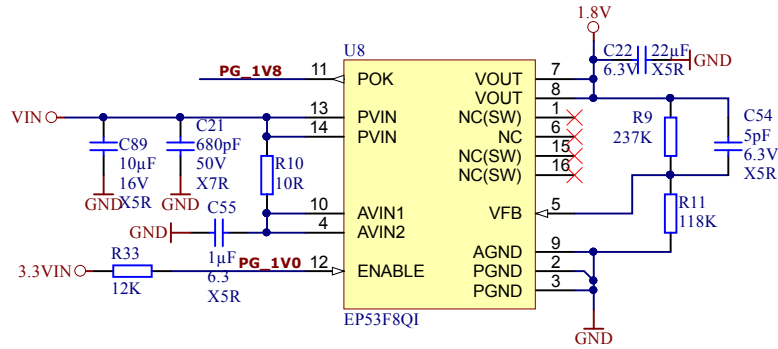 1.8V
U8
C22
22µF
6.3V
X5R
GND
PG_1V8
11
POK
VOUT
7
VOUT
8
VIN
13
PVIN
14
PVIN
NC(SW)
1
NC
6
NC(SW)
15
NC(SW)
16
R9
237K
C54
5pF
6.3V
X5R
C89
10µF
16V
X5R
GND
C21
680pF
50V
X7R
GND
R10
10R
C55
GND
1µF
6.3
X5R
10
AVIN1
4
AVIN2
VFB
5
R11
118K
3.3VIN
R33
12K
PG_1V0
12
ENABLE
AGND
9
PGND
2
PGND
3
EP53F8QI
GND